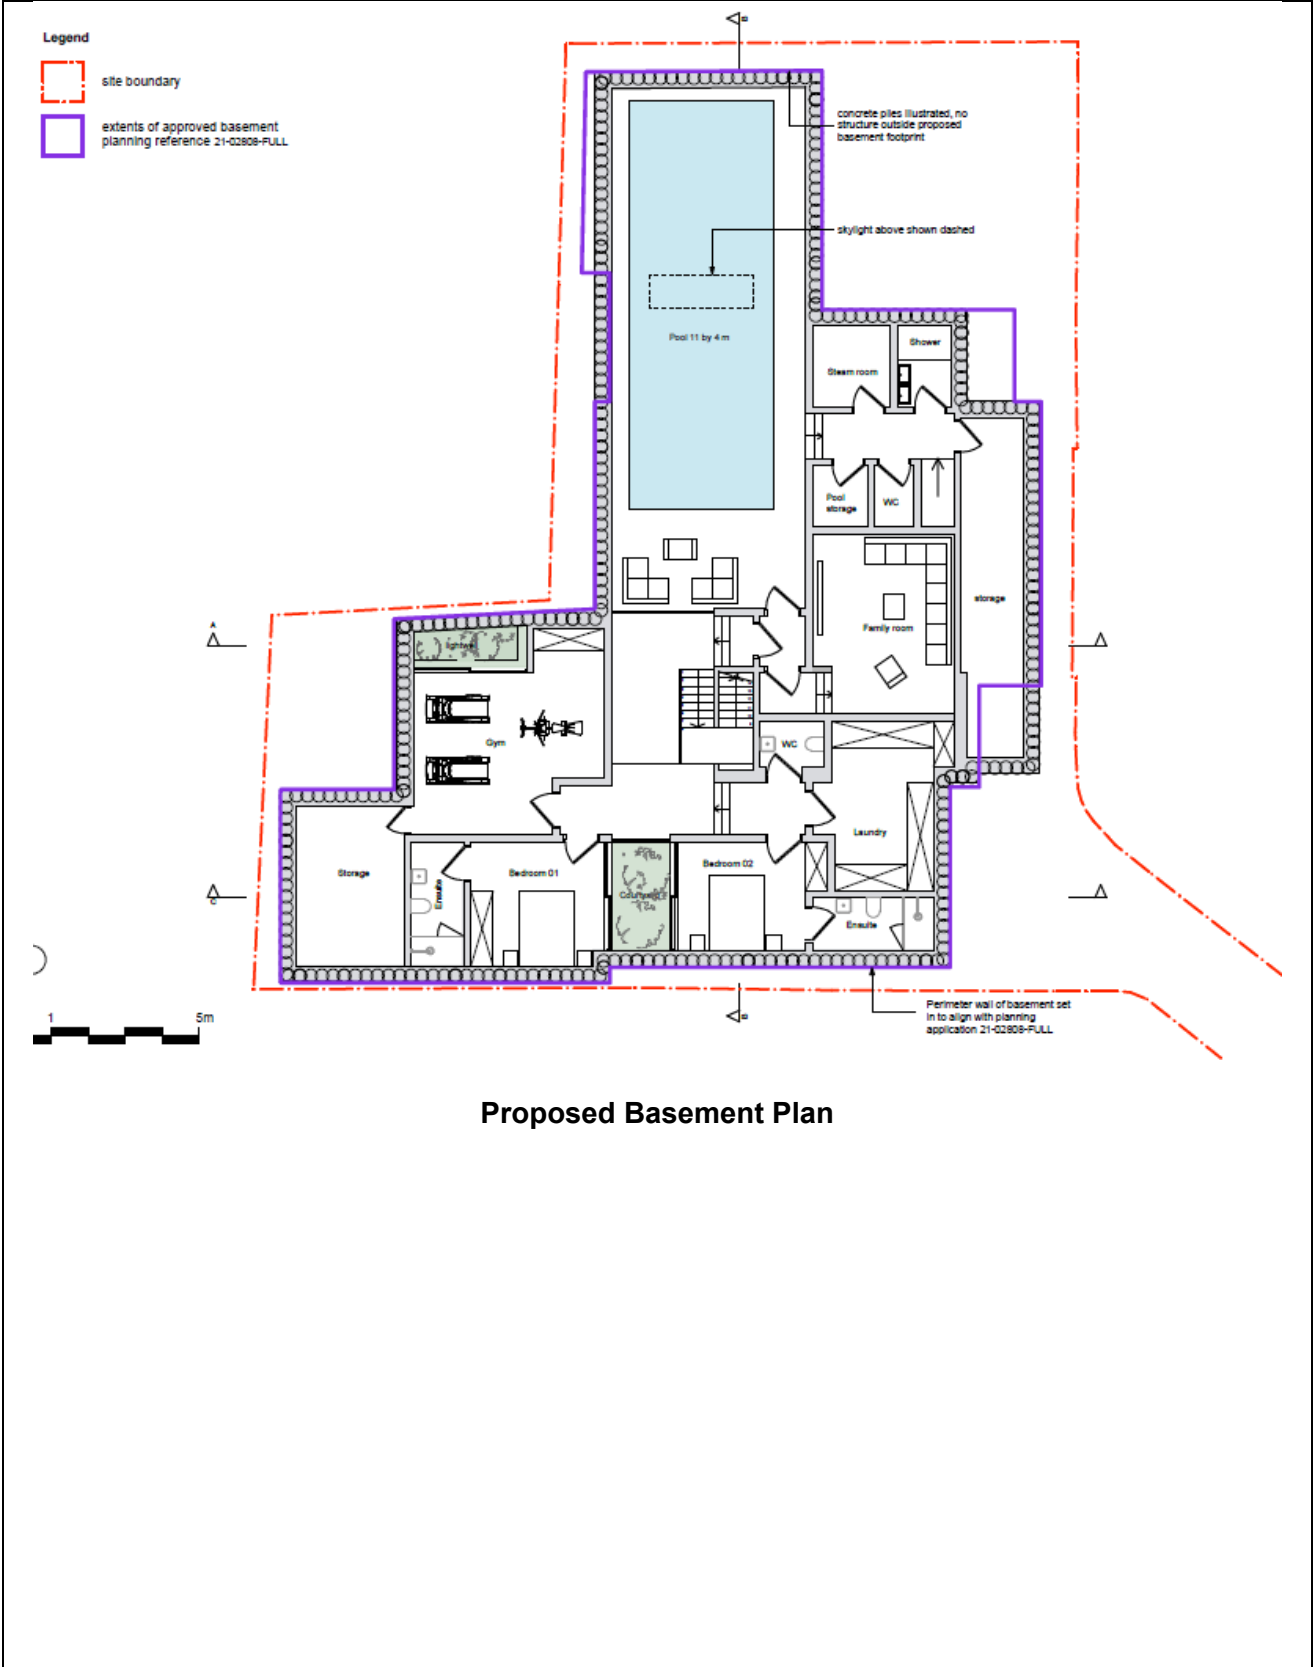 Legend
site boundary
extents of approved basement
planning reference 21-02808-FULL
B
concrete piles illustrated, no
structure outside proposed
basement footprint
skylight above shown dashed
Pool 11 by 4 m
Shower
Steam room
Pool
storage
WC
storage
Family room
A
lightwell
Gym
WC
Laundry
Storage
Ensuite
Bedroom 01
Courtyard
Bedroom 02
Ensuite
C
B
Perimeter wall of basement set
in to align with planning
application 21-02808-FULL
1
5m
Proposed Basement Plan